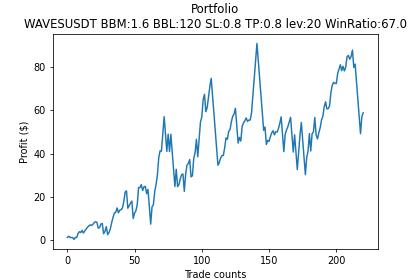 Portfolio
WAVESUSDT BBM:1.6 BBL:120 SL:0.8 TP:0.8 lev:20 WinRatio:67.0
Profit ($)
80
60
40
20
0
0 50 100 150 200
Trade counts